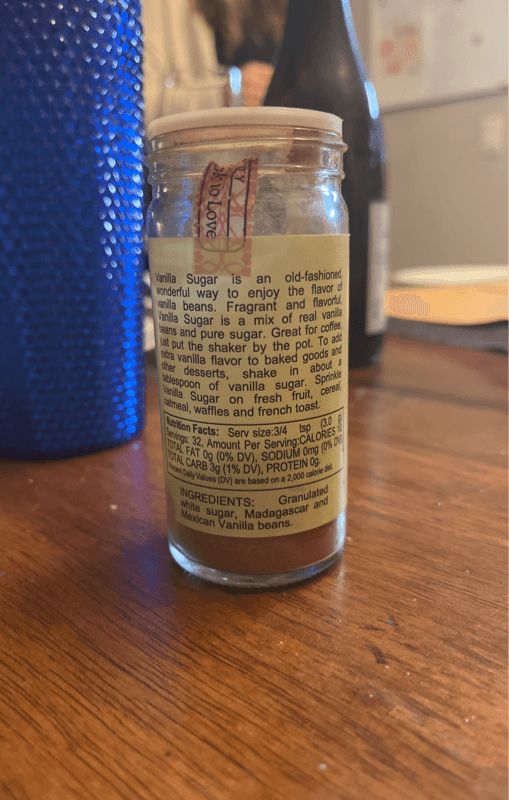 to Love
Vanilla Sugar is an old-fashioned,
wonderful way to enjoy the flavor of
vanilla beans. Fragrant and flavorful,
Vanilla Sugar is a mix of real vanilla
beans and pure sugar. Great for coffee,
just put the shaker by the pot. To add
extra vanilla flavor to baked goods and
other desserts, shake in about a
tablespoon of vanilla sugar. Sprinkle
Vanilla Sugar on fresh fruit, cereal,
oatmeal, waffles and french toast.
Nutrition Facts: Serv size:3/4 tsp (3.0 g),
Servings: 32, Amount Per Serving:CALORIES
TOTAL FAT 0g (0% DV), SODIUM 0mg (0% DV)
TOTAL CARB 3g (1% DV), PROTEIN 0g.
Percent Daily Values (DV) are based on a 2,000 calorie diet.
INGREDIENTS: Granulated
white sugar, Madagascar and
Mexican Vanilla beans.